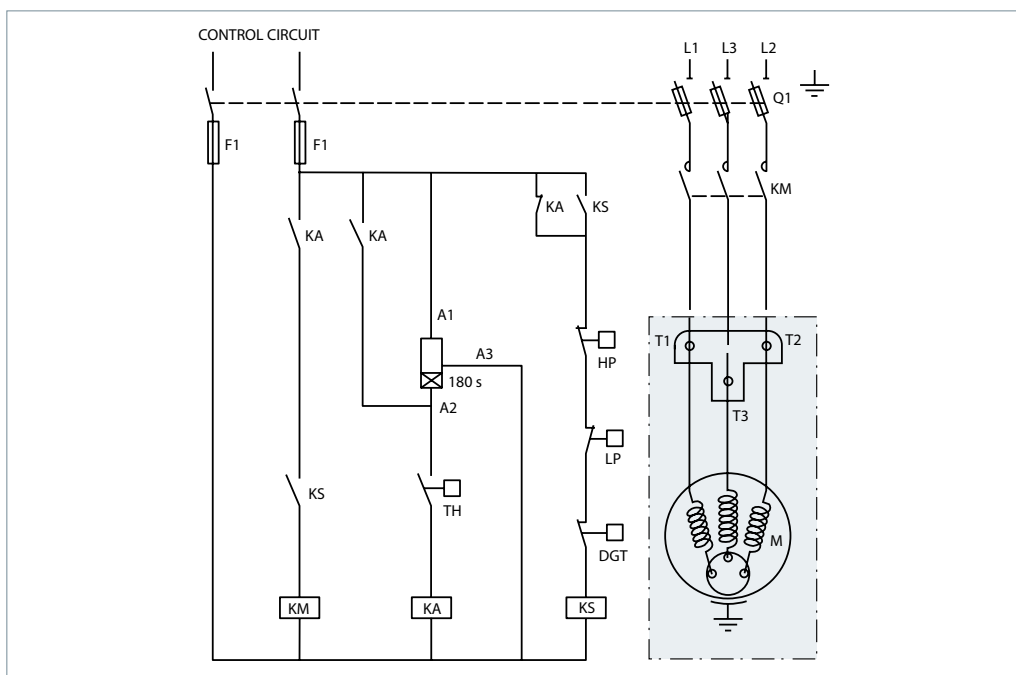 CONTROL CIRCUIT
L1 L3 L2
Q1
F1 F1
KM
KA KA KA KS
A1
A3
180 s
A2
HP
T1 T2
T3
LP
KS
TH
DGT
M
KM KA KS